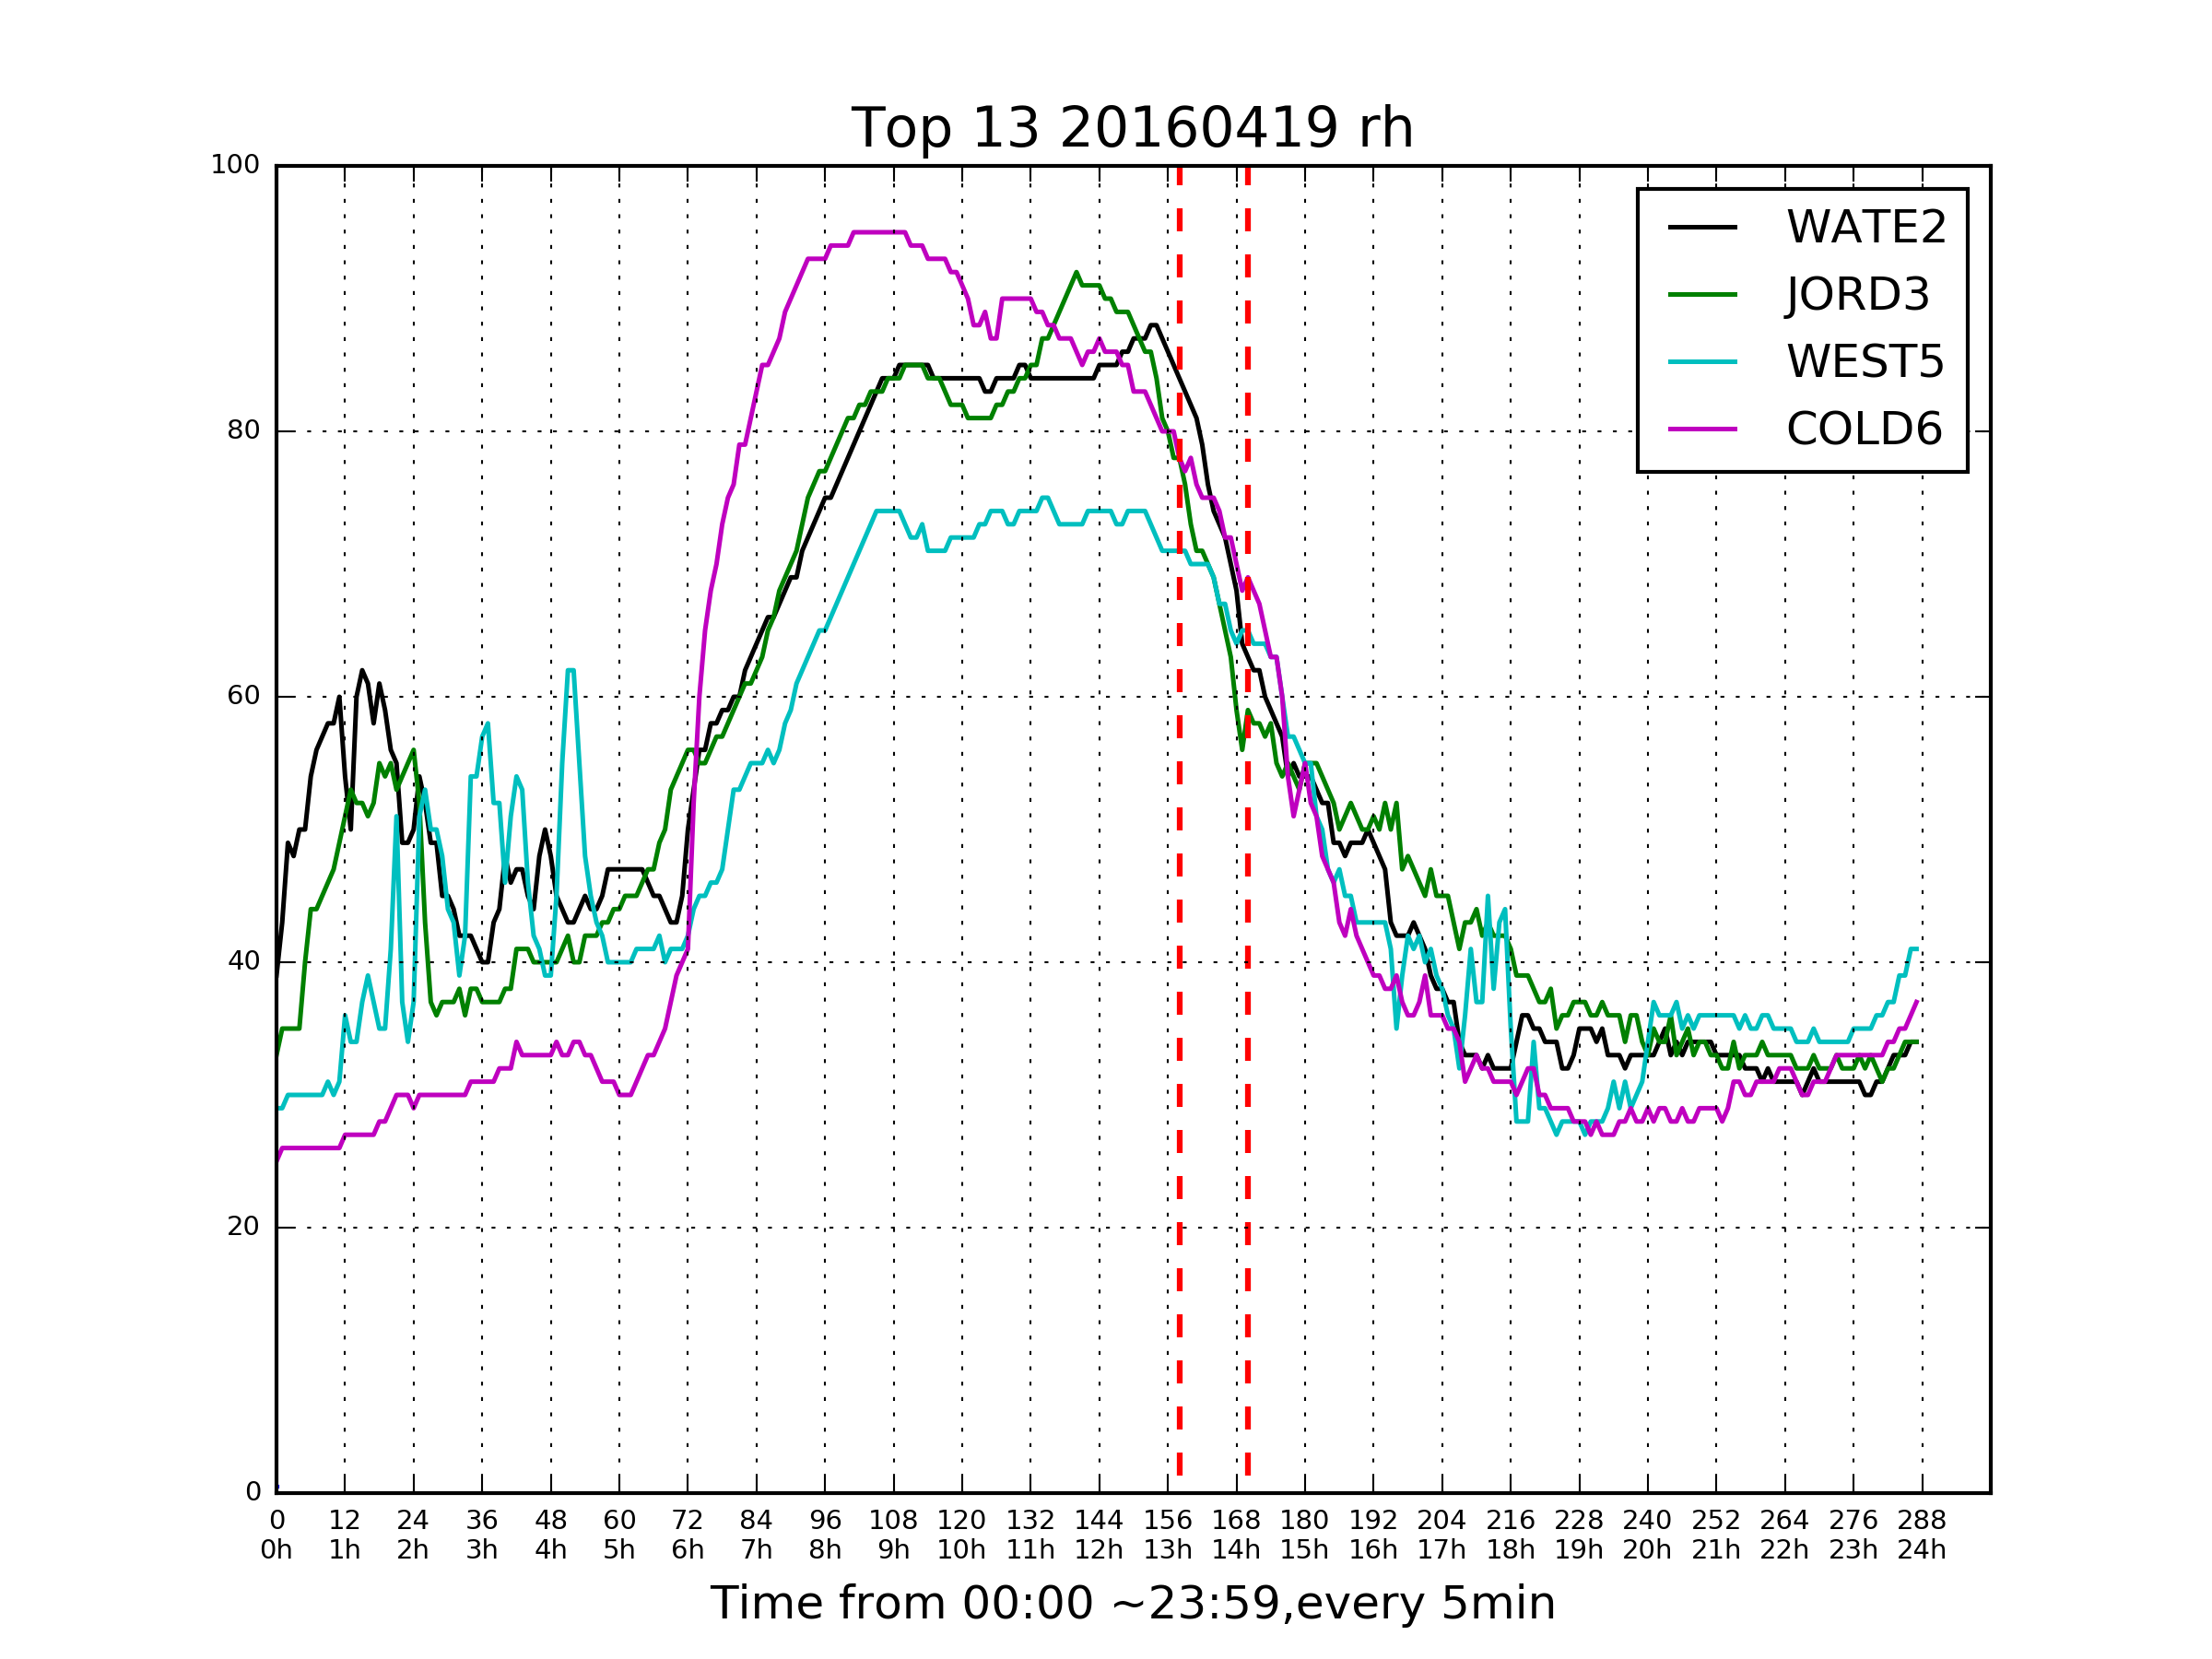 Top 13 20160419 rh
100
80
60
40
20
0
WATE2
JORD3
WEST5
COLD6
0 12 24 36 48 60 72 84 96 108 120 132 144 156 168 180 192 204 216 228 240 252 264 276 288
0h 1h 2h 3h 4h 5h 6h 7h 8h 9h 10h 11h 12h 13h 14h 15h 16h 17h 18h 19h 20h 21h 22h 23h 24h
Time from 00:00 ~23:59,every 5min